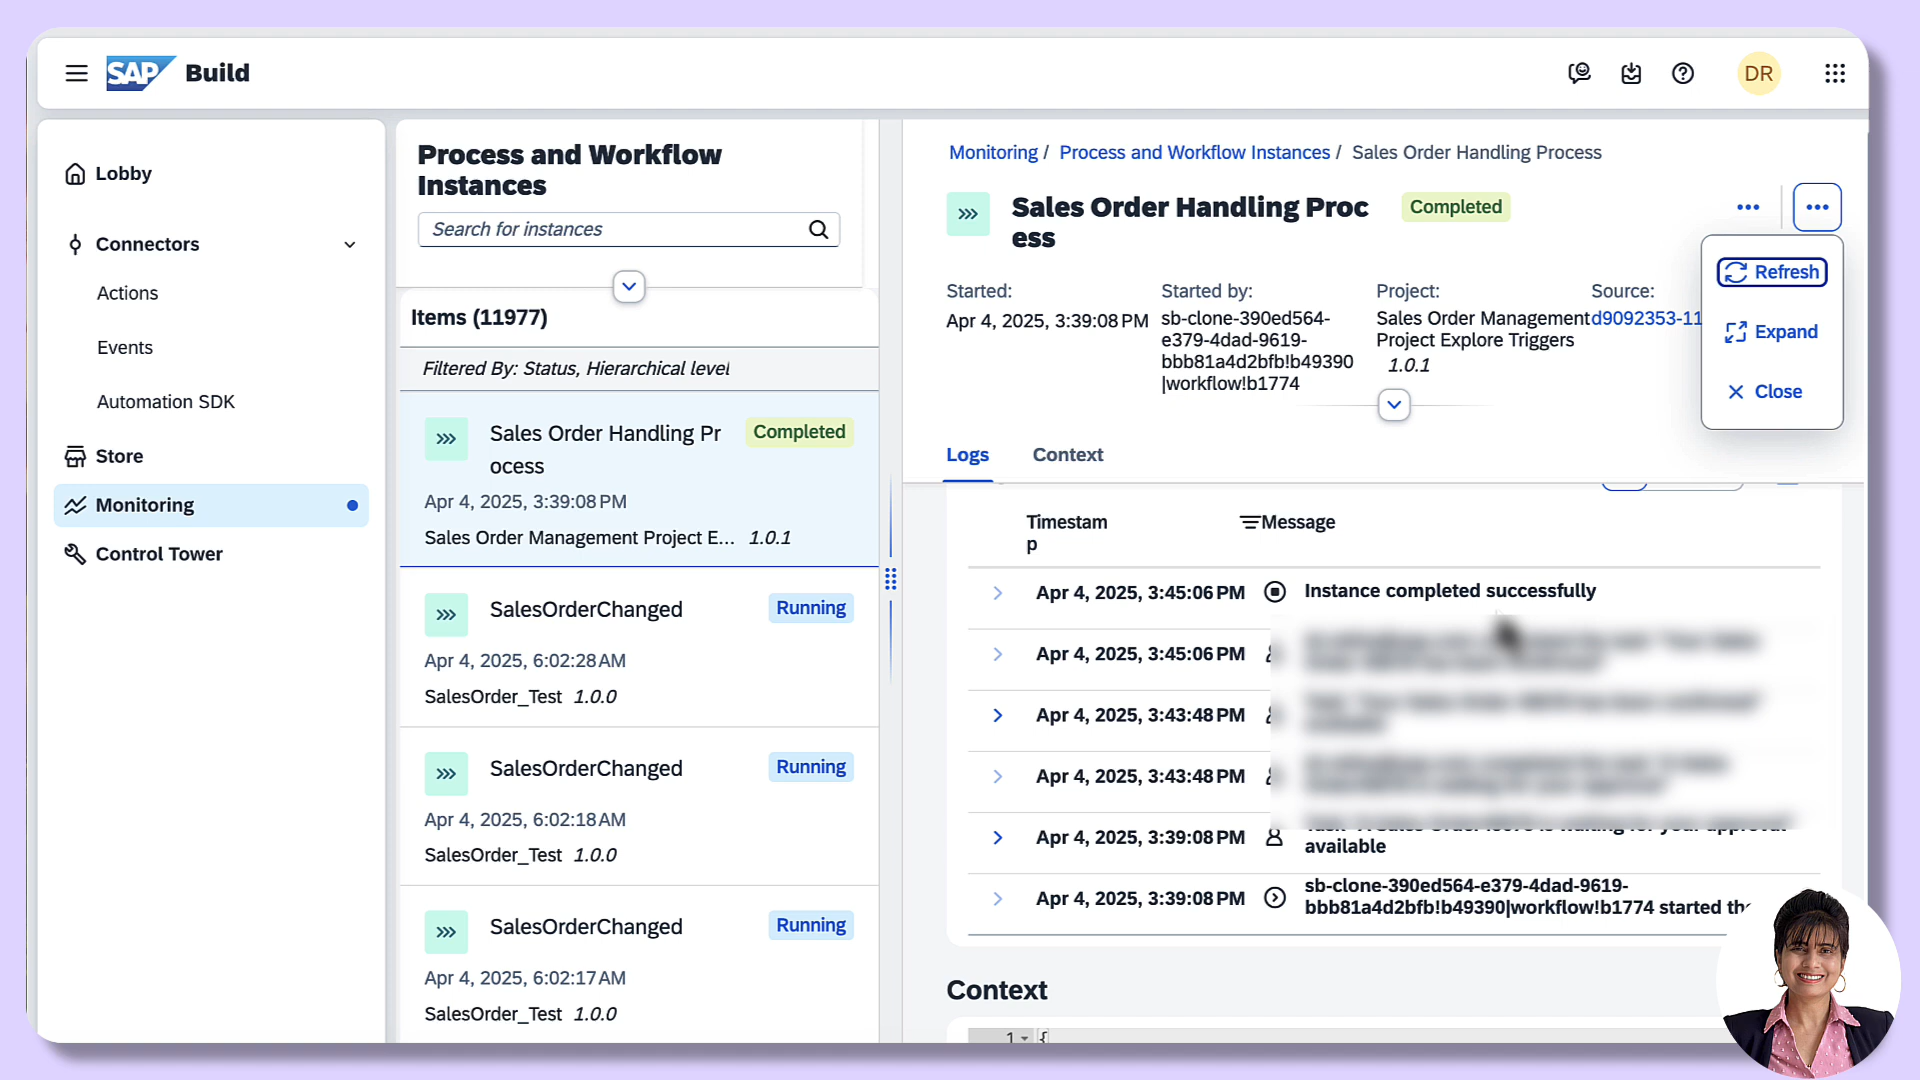 SAP Build
DR
Lobby
Connectors
Actions
Events
Automation SDK
Store
Monitoring
Control Tower
Process and Workflow
Instances
Search for instances
Items (11977)
Filtered By: Status, Hierarchical level
Sales Order Handling Pr
ocess
Completed
Apr 4, 2025, 3:39:08 PM
Sales Order Management Project E... 1.0.1
SalesOrderChanged
Running
Apr 4, 2025, 6:02:28 AM
SalesOrder_Test 1.0.0
SalesOrderChanged
Running
Apr 4, 2025, 6:02:18 AM
SalesOrder_Test 1.0.0
SalesOrderChanged
Running
Apr 4, 2025, 6:02:17 AM
SalesOrder_Test 1.0.0
Monitoring / Process and Workflow Instances / Sales Order Handling Process
Sales Order Handling Proc
ess
Completed
Refresh
Expand
Close
Started:
Apr 4, 2025, 3:39:08 PM
Started by:
sb-clone-390ed564-
e379-4dad-9619-
bbb81a4d2bfb!b49390
|workflow!b1774
Project:
Sales Order Management
Project Explore Triggers
1.0.1
Source:
d9092353-11
Logs
Context
Timestam
p
Message
Apr 4, 2025, 3:45:06 PM
Instance completed successfully
Apr 4, 2025, 3:45:06 PM
Apr 4, 2025, 3:43:48 PM
Apr 4, 2025, 3:43:48 PM
Apr 4, 2025, 3:39:08 PM
is waiting for your approval
available
Apr 4, 2025, 3:39:08 PM
sb-clone-390ed564-e379-4dad-9619-
bbb81a4d2bfb!b49390|workflow!b1774 started
Context
1
{